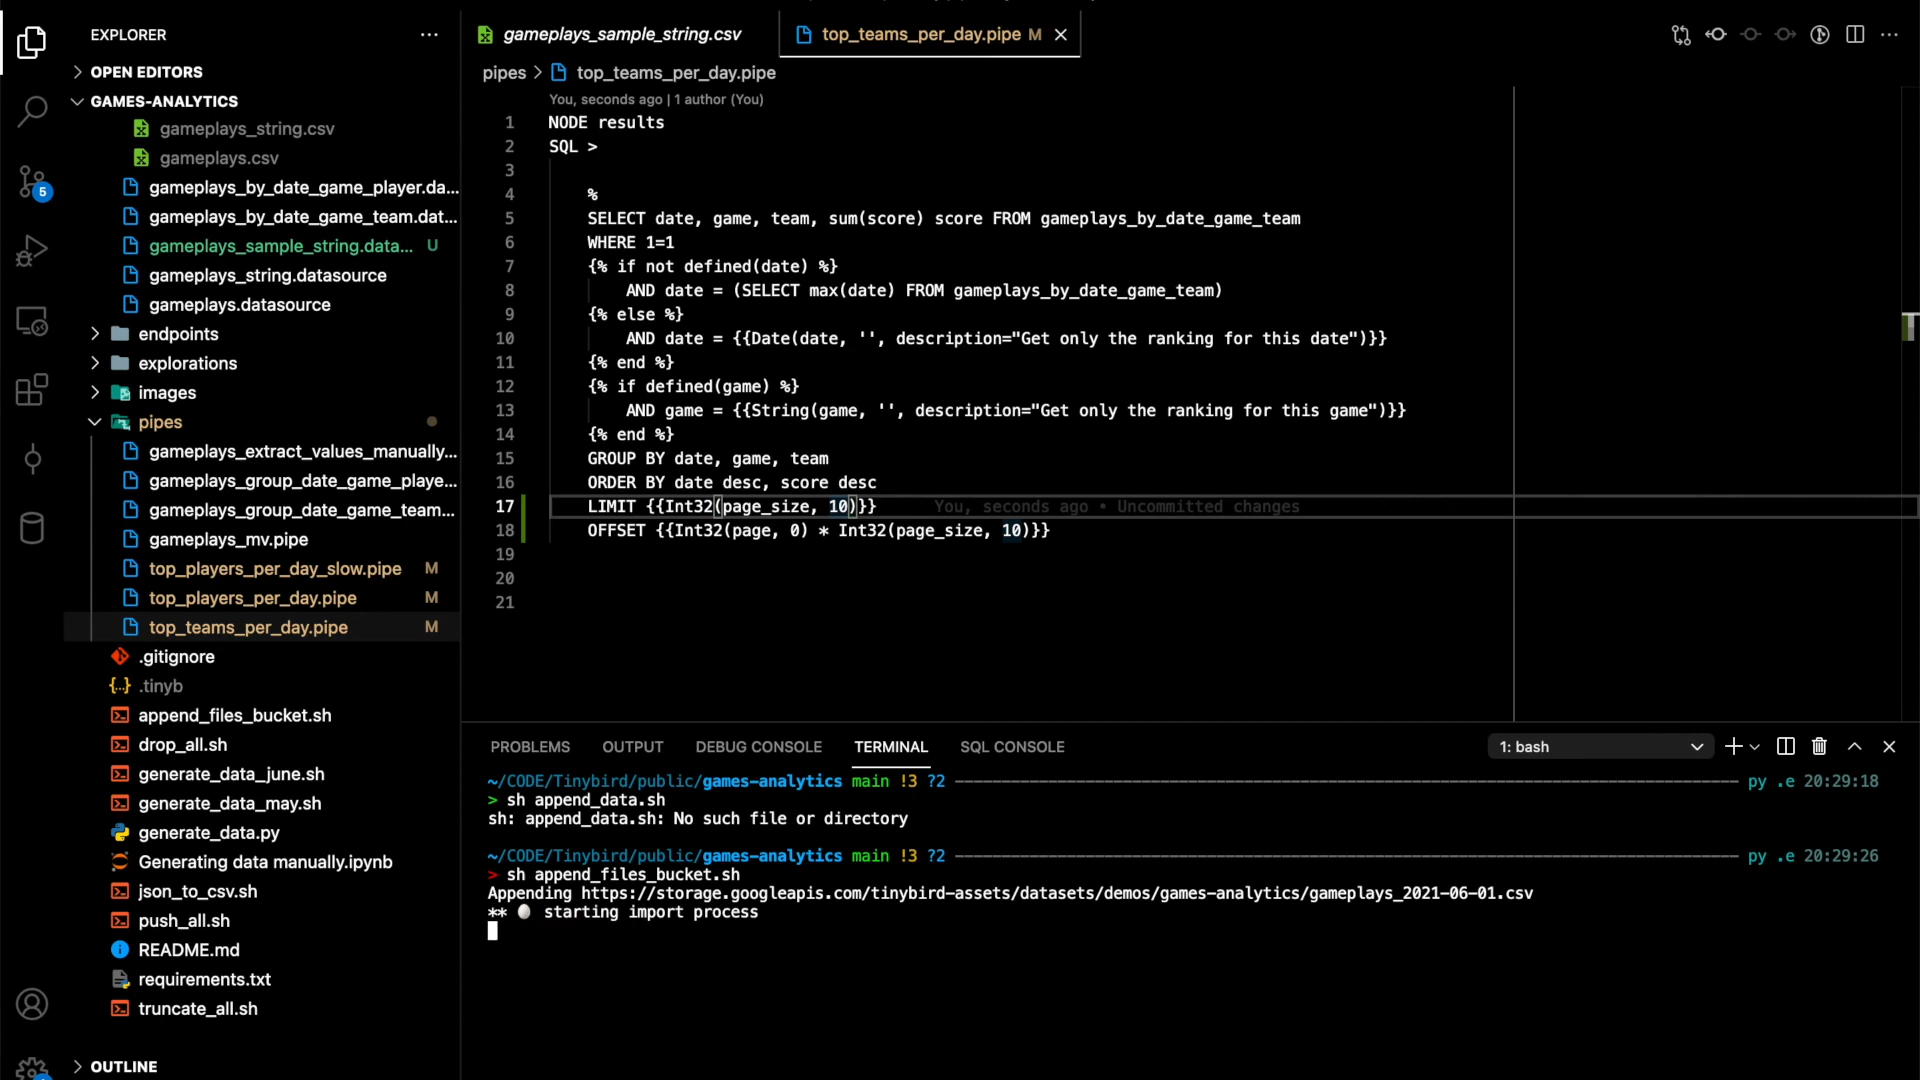 EXPLORER
OPEN EDITORS
GAMES-ANALYTICS
gameplays_string.csv
gameplays.csv
gameplays_by_date_game_player.da...
gameplays_by_date_game_team.dat...
gameplays_sample_string.data... U
gameplays_string.datasource
gameplays.datasource
endpoints
explorations
images
pipes
gameplays_extract_values_manually...
gameplays_group_date_game_playe...
gameplays_group_date_game_team...
gameplays_mv.pipe
top_players_per_day_slow.pipe M
top_players_per_day.pipe M
top_teams_per_day.pipe M
.gitignore
.tinyb
append_files_bucket.sh
drop_all.sh
generate_data_june.sh
generate_data_may.sh
generate_data.py
Generating data manually.ipynb
json_to_csv.sh
push_all.sh
README.md
requirements.txt
truncate_all.sh
OUTLINE
5
gameplays_sample_string.csv
top_teams_per_day.pipe M
pipes > top_teams_per_day.pipe
You, seconds ago | 1 author (You)
1 NODE results
2 SQL >
3
4 %
5 SELECT date, game, team, sum(score) score FROM gameplays_by_date_game_team
6 WHERE 1=1
7 {% if not defined(date) %}
8 AND date = (SELECT max(date) FROM gameplays_by_date_game_team)
9 {% else %}
10 AND date = {{Date(date, '', description="Get only the ranking for this date")}}
11 {% end %}
12 {% if defined(game) %}
13 AND game = {{String(game, '', description="Get only the ranking for this game")}}
14 {% end %}
15 GROUP BY date, game, team
16 ORDER BY date desc, score desc
17 LIMIT {{Int32(page_size, 10)}} You, seconds ago • Uncommitted changes
18 OFFSET {{Int32(page, 0) * Int32(page_size, 10)}}
19
20
21
PROBLEMS OUTPUT DEBUG CONSOLE TERMINAL SQL CONSOLE
1: bash
~/CODE/Tinybird/public/games-analytics main !3 ?2 py .e 20:29:18
> sh append_data.sh
sh: append_data.sh: No such file or directory
~/CODE/Tinybird/public/games-analytics main !3 ?2 py .e 20:29:26
> sh append_files_bucket.sh
Appending https://storage.googleapis.com/tinybird-assets/datasets/demos/games-analytics/gameplays_2021-06-01.csv
** 🥚 starting import process